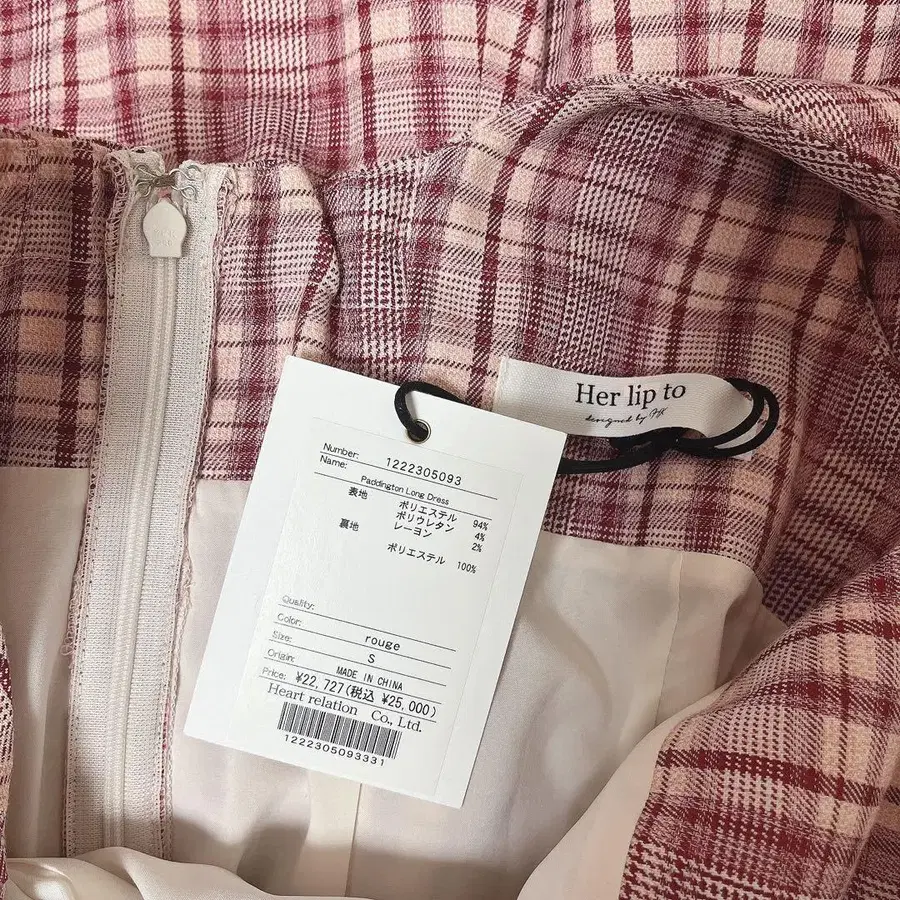 Her lip to
designed by
Number: 1222305093
Name:
Paddington Long Dress
表地 ポリエステル 94%
ポリウレタン 4%
レーヨン 2%
裏地
ポリエステル 100%
Quality:
Color: rouge
Size: S
Origin: MADE IN CHINA
Price: ¥22,727(税込 ¥25,000)
Heart relation Co., Ltd.
1222305093331